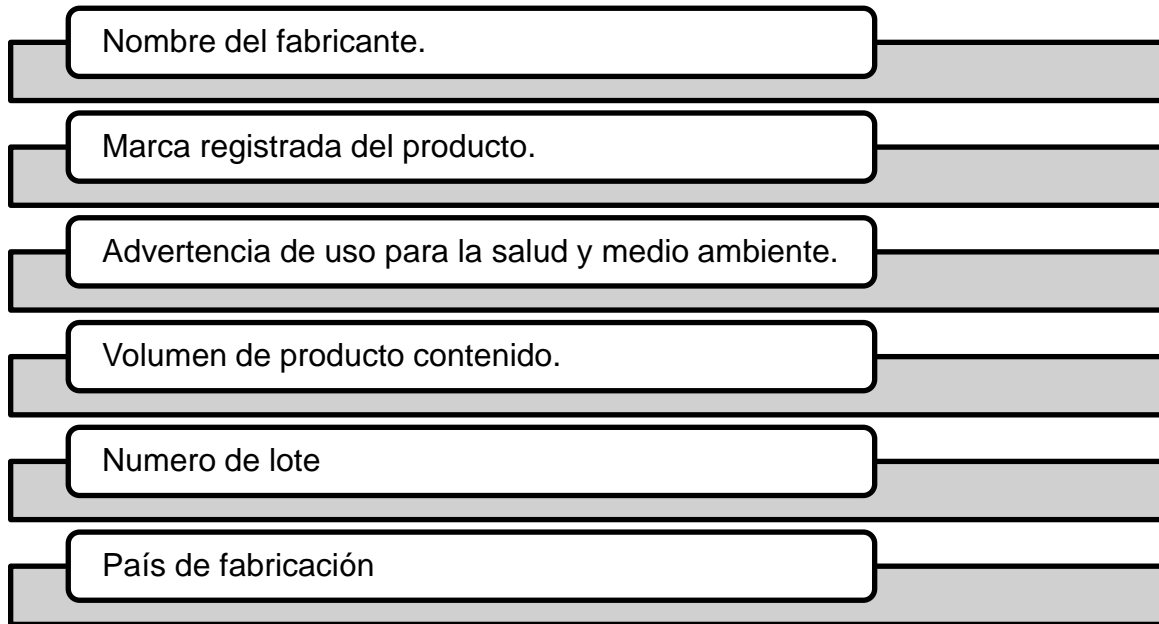 Nombre del fabricante.
Marca registrada del producto.
Advertencia de uso para la salud y medio ambiente.
Volumen de producto contenido.
Numero de lote
País de fabricación